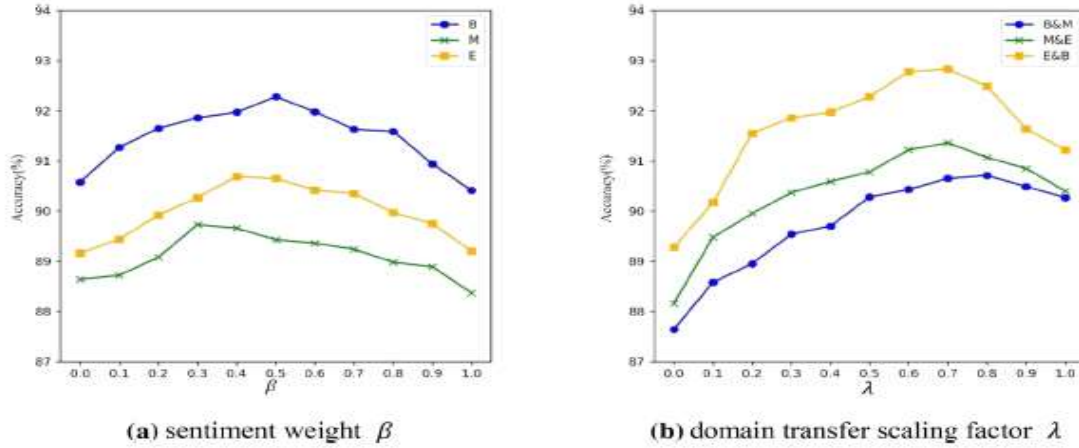 94
93
92
91
90
89
88
87
Accuracy(%)
B
M
E
0.0 0.1 0.2 0.3 0.4 0.5 0.6 0.7 0.8 0.9 1.0
β
(a) sentiment weight β
94
93
92
91
90
89
88
87
Accuracy(%)
B&M
M&E
E&B
0.0 0.1 0.2 0.3 0.4 0.5 0.6 0.7 0.8 0.9 1.0
λ
(b) domain transfer scaling factor λ